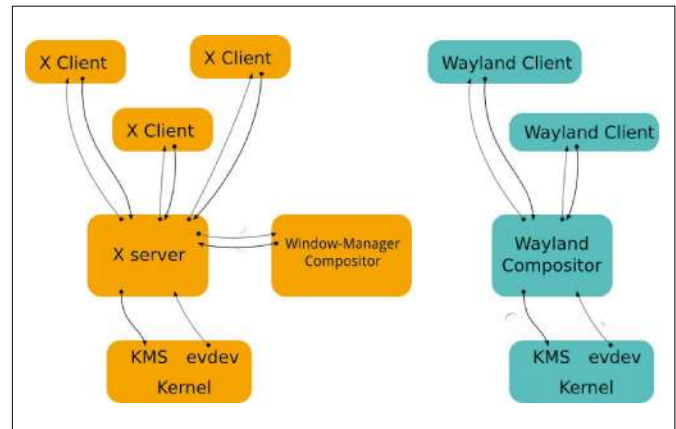 X Client
X Client
X Client
X server
Window-Manager
Compositor
KMS evdev
Kernel
Wayland Client
Wayland Client
Wayland
Compositor
KMS evdev
Kernel